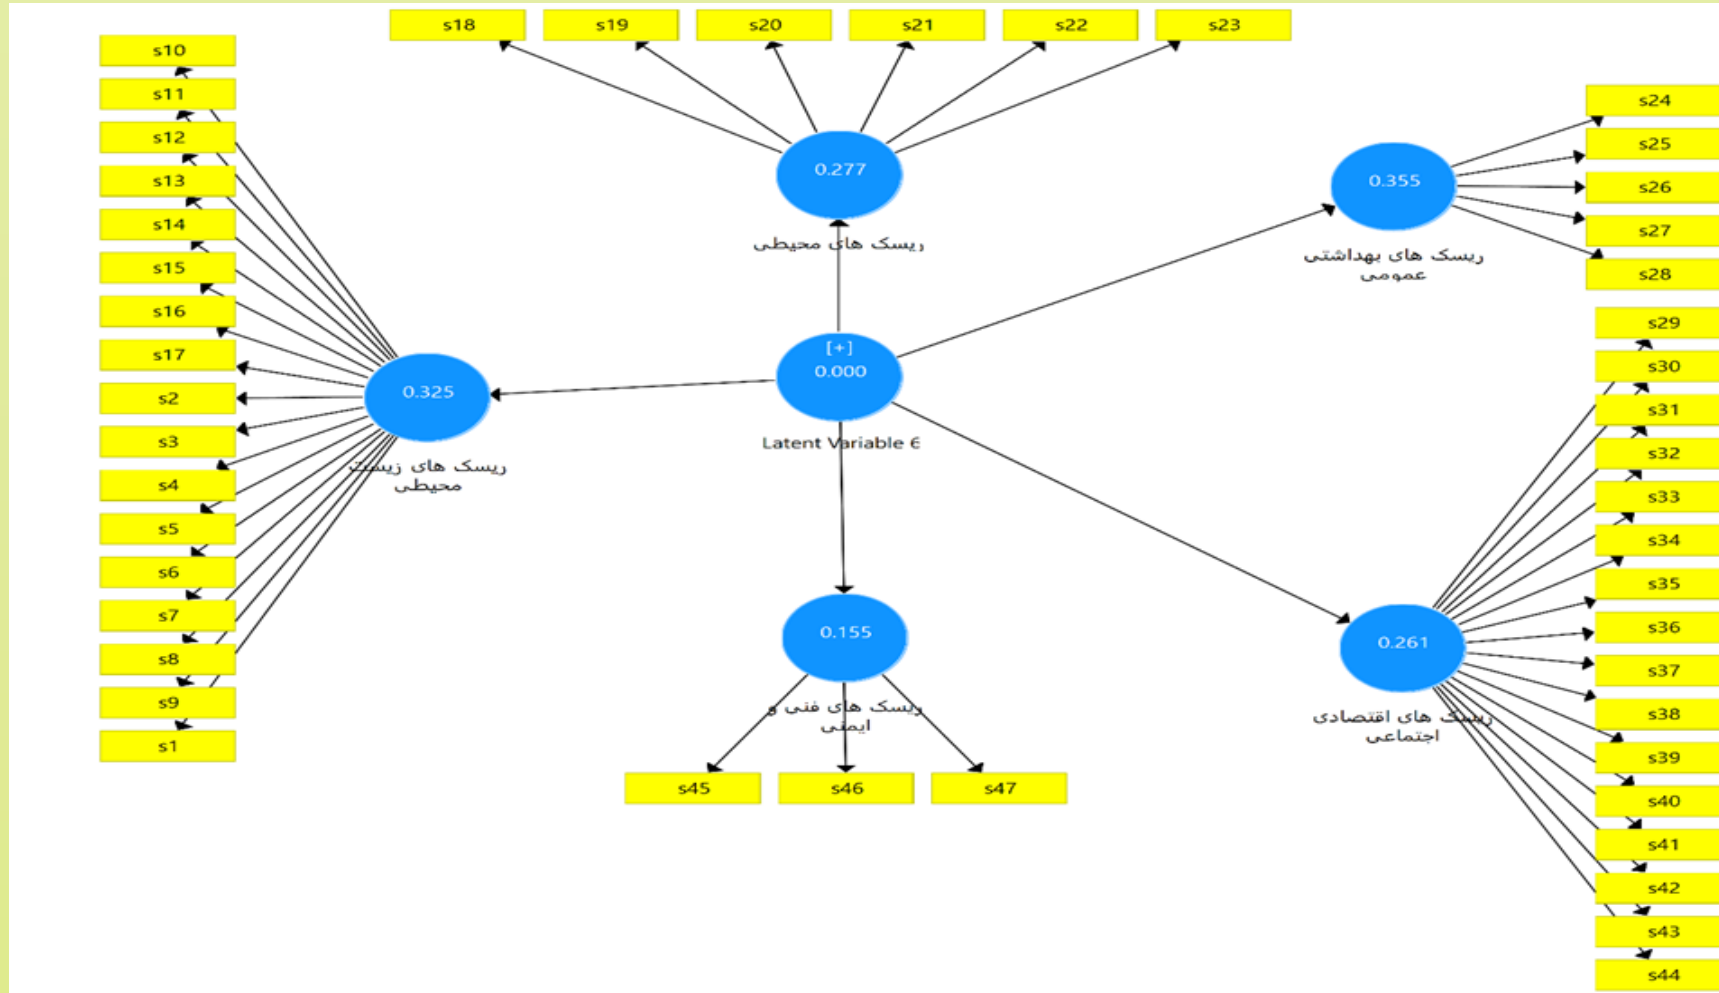 s18
s19
s20
s21
s22
s23
s10
s11
s12
s13
s14
s15
s16
s17
s2
s3
s4
s5
s6
s7
s8
s9
s1
0.277
ریسک های محیطی
0.355
ریسک های بهداشتی
عمومی
s24
s25
s26
s27
s28
[+]
0.000
Latent Variable 6
0.325
ریسک های زیست
محیطی
0.155
ریسک های فنی و
ایمنی
s45
s46
s47
0.261
ریسک های اقتصادی
اجتماعی
s29
s30
s31
s32
s33
s34
s35
s36
s37
s38
s39
s40
s41
s42
s43
s44